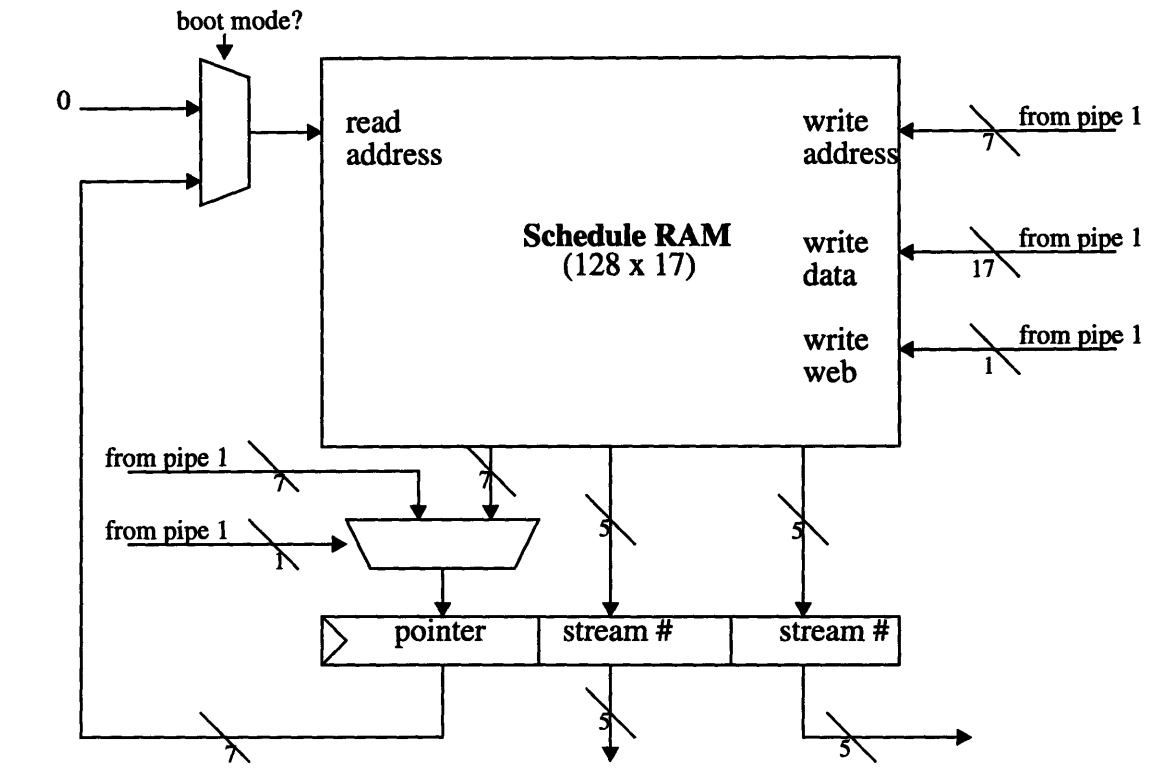 boot mode?
0
read
address
write
address
7
from pipe 1
Schedule RAM
(128 x 17)
write
data
17
from pipe 1
write
web
1
from pipe 1
from pipe 1
7
7
5
5
from pipe 1
1
pointer
stream #
stream #
7
5
5